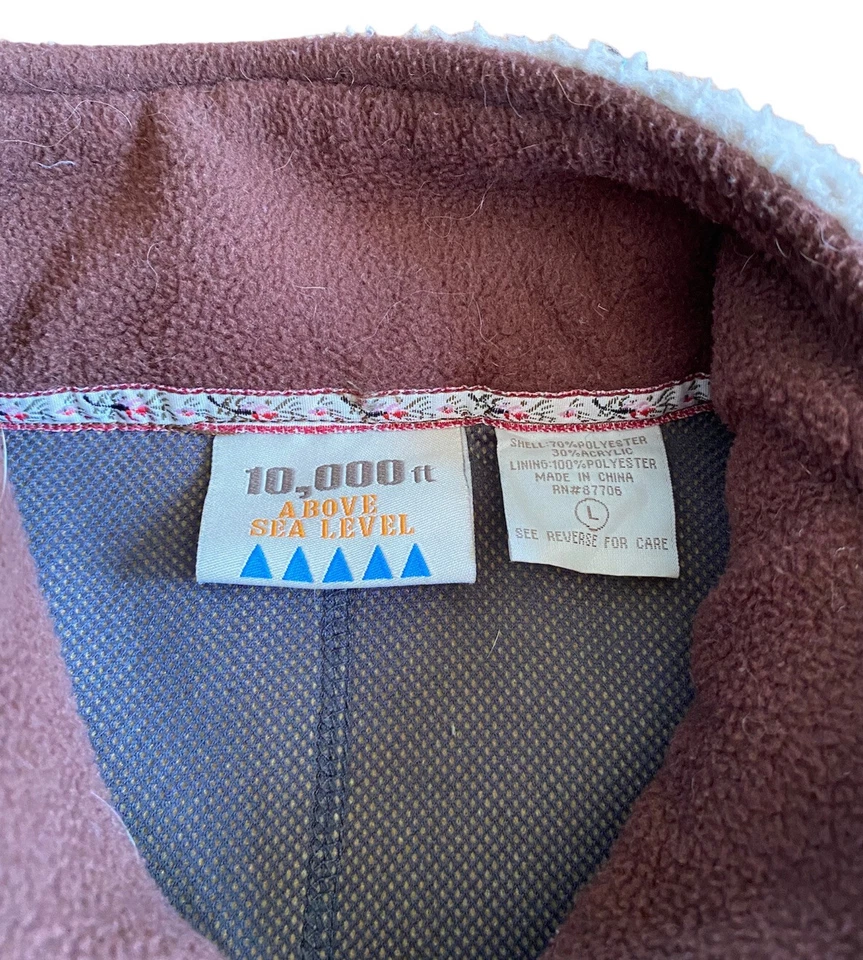 10,000 ft
ABOVE
SEA LEVEL
SHELL:70%POLYESTER
30%ACRYLIC
LINING:100%POLYESTER
MADE IN CHINA
RN#87706
L
SEE REVERSE FOR CARE